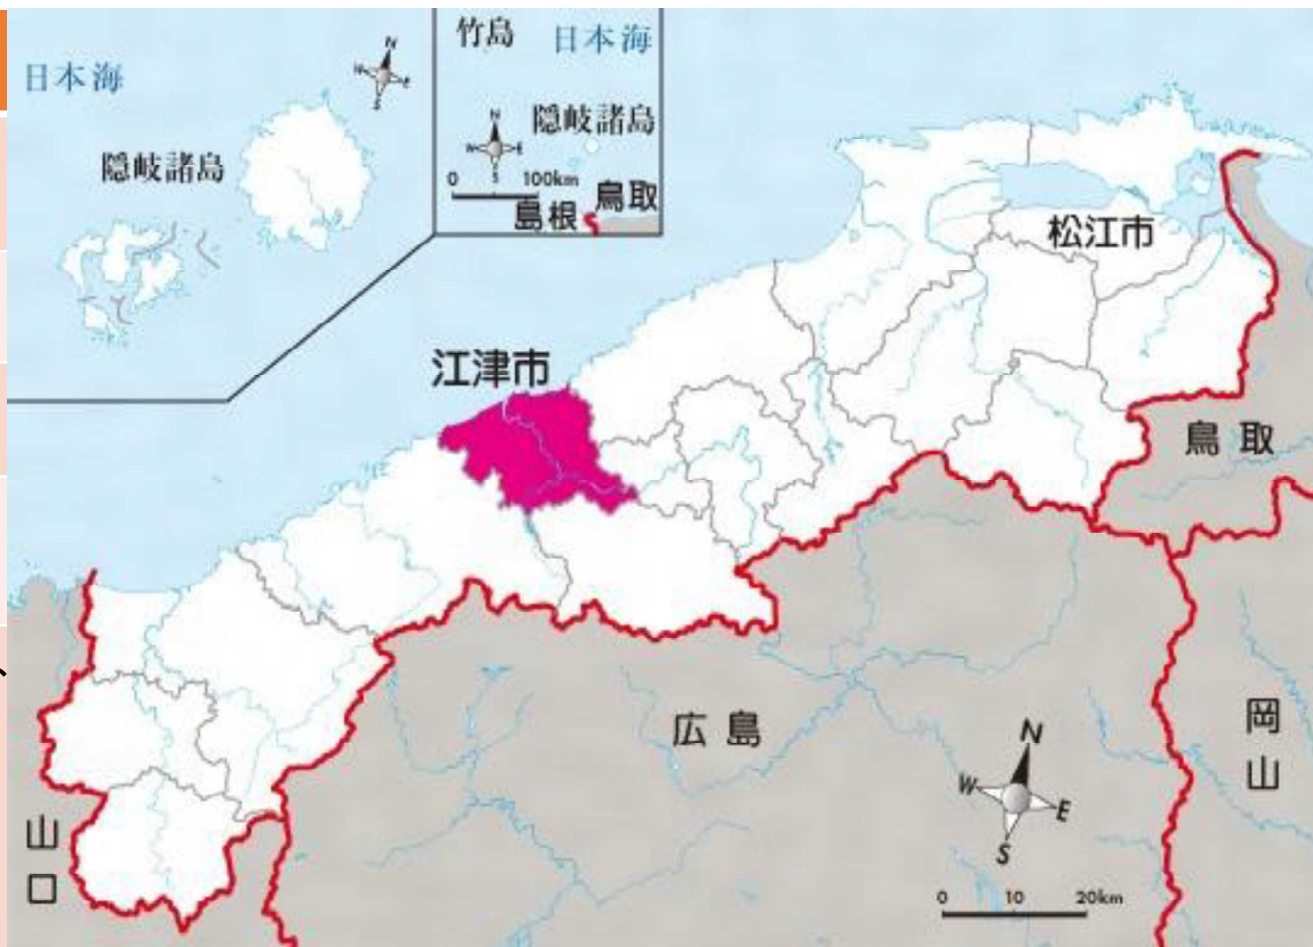 日本海
N
W E
S
隠岐諸島
竹島
日本海
N
W E
S
隠岐諸島
0 100km
島根
鳥取
松江市
江津市
鳥取
広島
岡山
山口
N
W E
S
0 10 20km